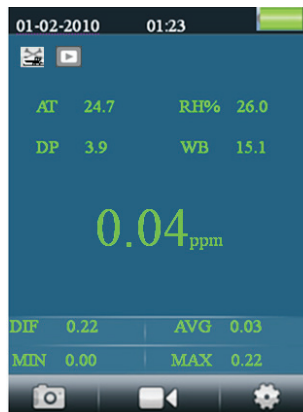 01-02-2010 01:23
AT 24.7 RH% 26.0
DP 3.9 WB 15.1
0.04ppm
DIF 0.22 AVG 0.03
MIN 0.00 MAX 0.22